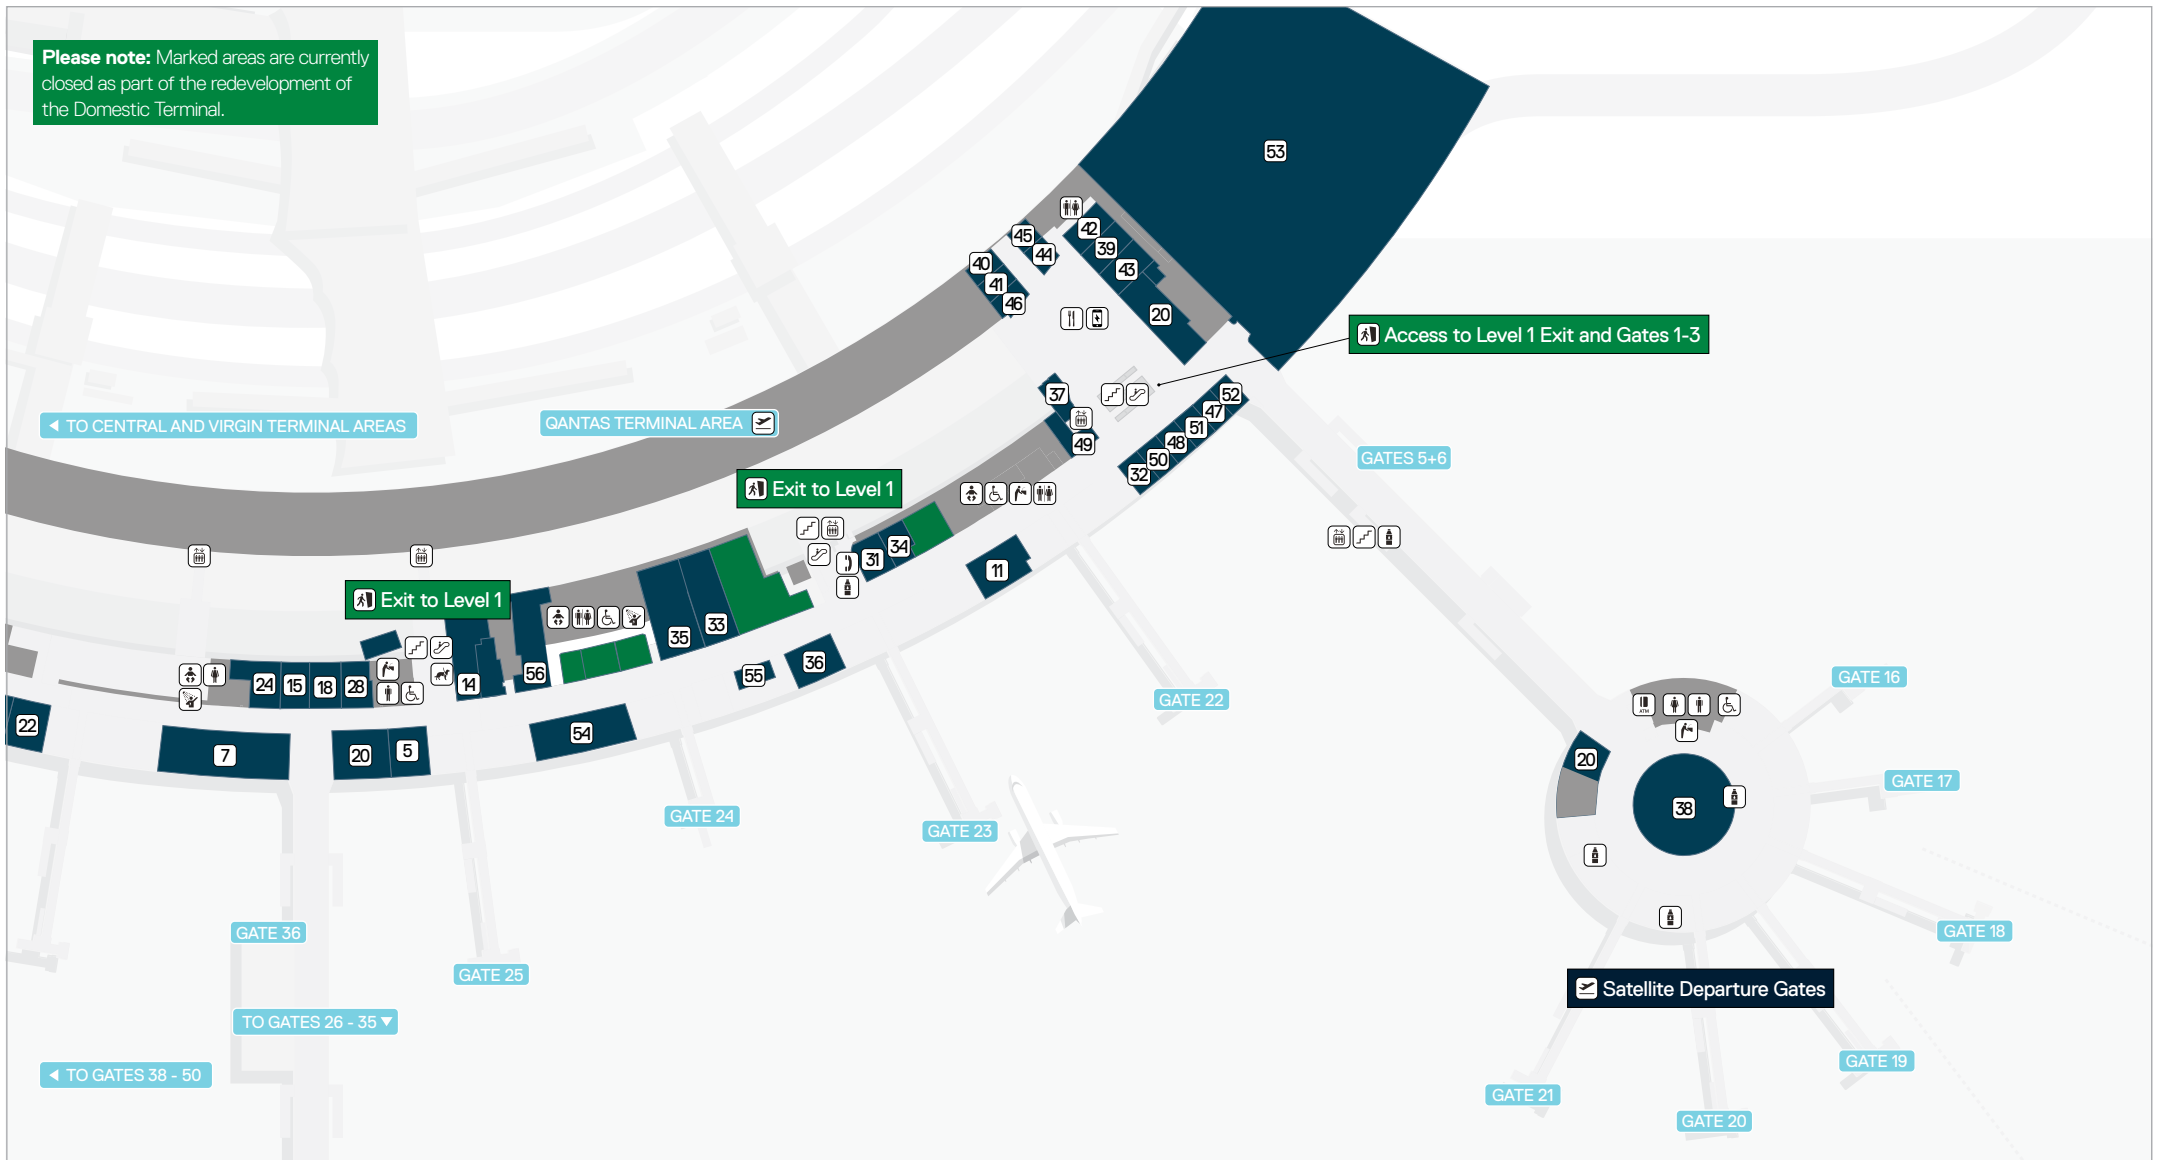 Please note: Marked areas are currently
closed as part of the redevelopment of
the Domestic Terminal.
53
42
45
39
44
40
43
41
46
20
Access to Level 1 Exit and Gates 1-3
37
52
47
TO CENTRAL AND VIRGIN TERMINAL AREAS
QANTAS TERMINAL AREA
51
49
48
GATES 5+6
50
32
Exit to Level 1
34
31
11
Exit to Level 1
33
35
36
56
55
24
15
18
28
14
GATE 16
GATE 22
ATM
22
7
20
5
54
20
GATE 17
38
GATE 24
GATE 23
GATE 36
GATE 18
GATE 25
Satellite Departure Gates
TO GATES 26 - 35
GATE 19
TO GATES 38 - 50
GATE 21
GATE 20